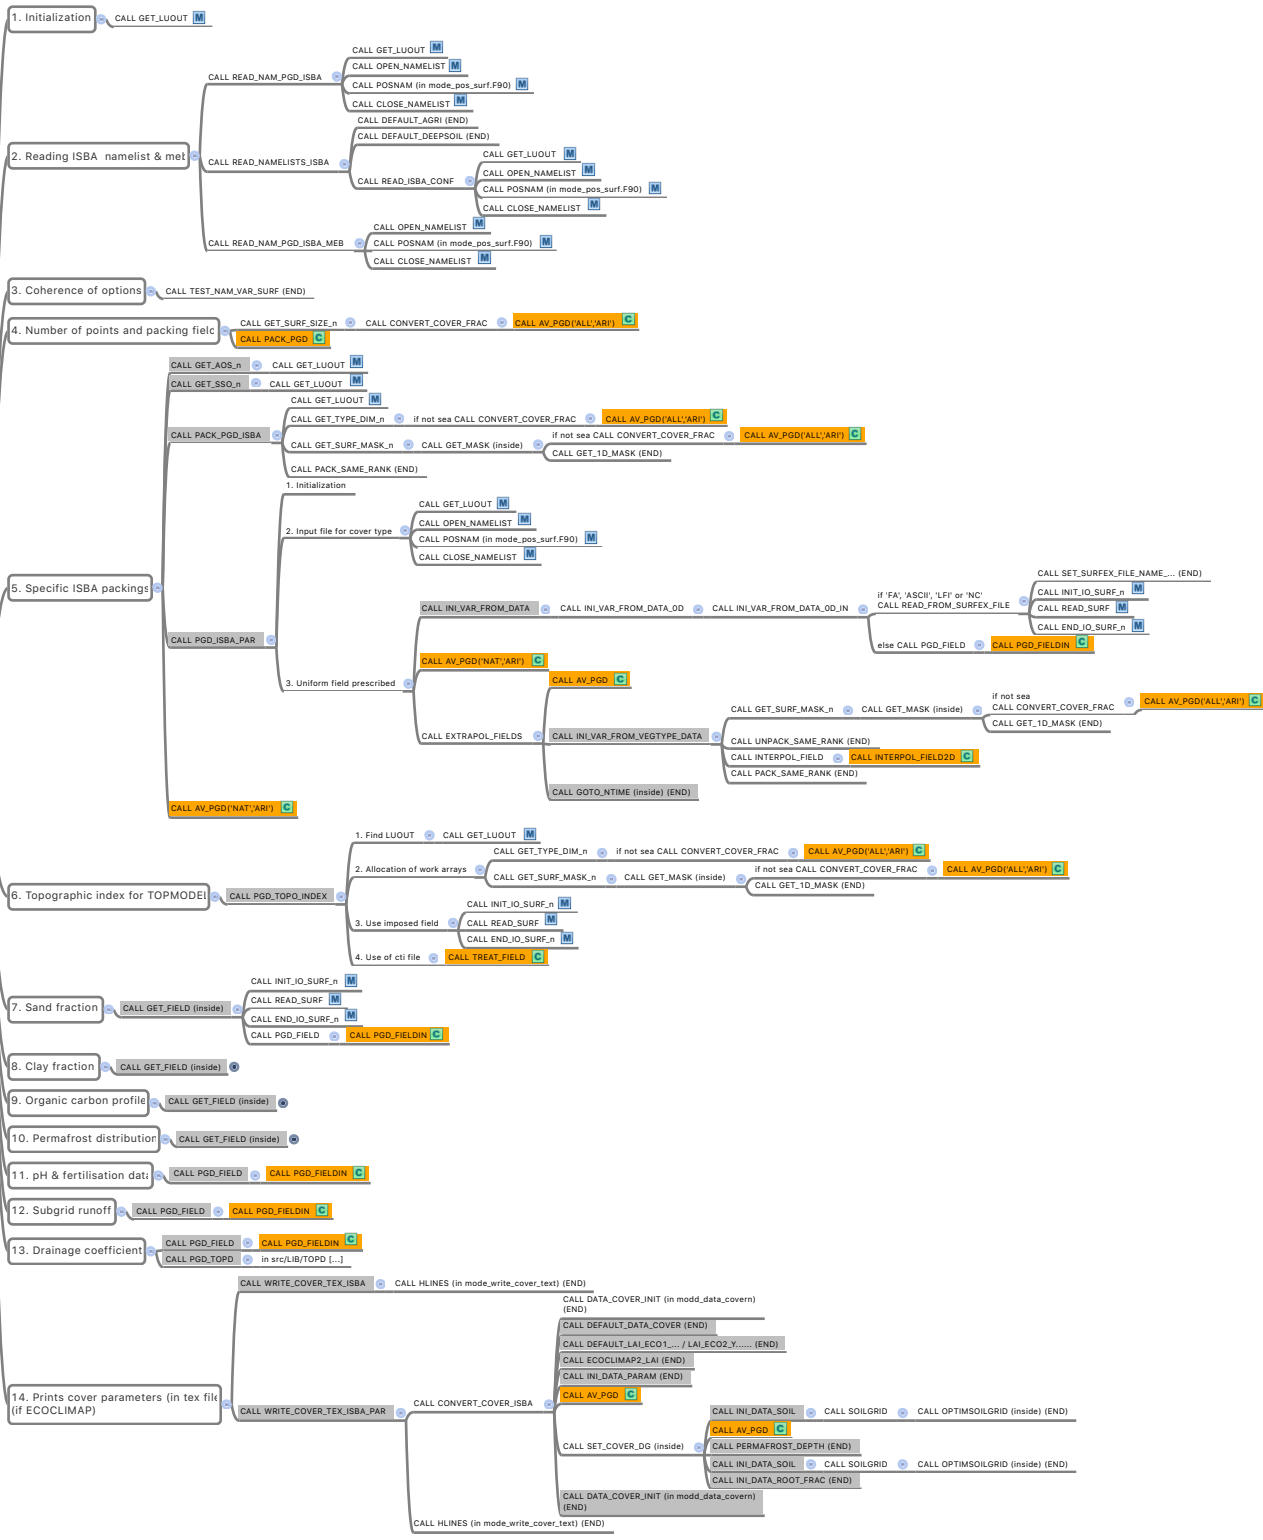 1. Initialization
CALL GET_LUOUT M
2. Reading ISBA namelist & meb
CALL READ_NAM_PGD_ISBA
CALL GET_LUOUT M
CALL OPEN_NAMELIST M
CALL POSNAM (in mode_pos_surf.F90) M
CALL CLOSE_NAMELIST M
CALL READ_NAMELISTS_ISBA
CALL DEFAULT_AGRI (END)
CALL DEFAULT_DEEPSOIL (END)
CALL READ_ISBA_CONF
CALL GET_LUOUT M
CALL OPEN_NAMELIST M
CALL POSNAM (in mode_pos_surf.F90) M
CALL CLOSE_NAMELIST M
CALL READ_NAM_PGD_ISBA_MEB
CALL OPEN_NAMELIST M
CALL POSNAM (in mode_pos_surf.F90) M
CALL CLOSE_NAMELIST M
3. Coherence of options
CALL TEST_NAM_VAR_SURF (END)
4. Number of points and packing field
CALL GET_SURF_SIZE_n CALL CONVERT_COVER_FRAC CALL AV_PGD('ALL','ARI') C
CALL PACK_PGD C
5. Specific ISBA packings
CALL GET_AOS_n CALL GET_LUOUT M
CALL GET_SSO_n CALL GET_LUOUT M
CALL PACK_PGD_ISBA
CALL GET_LUOUT M
CALL GET_TYPE_DIM_n if not sea CALL CONVERT_COVER_FRAC CALL AV_PGD('ALL','ARI') C
CALL GET_SURF_MASK_n CALL GET_MASK (inside)
if not sea CALL CONVERT_COVER_FRAC CALL AV_PGD('ALL','ARI') C
CALL GET_1D_MASK (END)
CALL PACK_SAME_RANK (END)
CALL PGD_ISBA_PAR
1. Initialization
2. Input file for cover type
CALL GET_LUOUT M
CALL OPEN_NAMELIST M
CALL POSNAM (in mode_pos_surf.F90) M
CALL CLOSE_NAMELIST M
3. Uniform field prescribed
CALL INI_VAR_FROM_DATA CALL INI_VAR_FROM_DATA_0D CALL INI_VAR_FROM_DATA_0D_IN
if 'FA', 'ASCII', 'LFI' or 'NC'
CALL READ_FROM_SURFEX_FILE
CALL SET_SURFEX_FILE_NAME_... (END)
CALL INIT_IO_SURF_n M
CALL READ_SURF M
CALL END_IO_SURF_n M
else CALL PGD_FIELD CALL PGD_FIELDIN C
CALL AV_PGD('NAT','ARI') C
CALL EXTRAPOL_FIELDS
CALL AV_PGD C
CALL INI_VAR_FROM_VEGTYPE_DATA
CALL GET_SURF_MASK_n CALL GET_MASK (inside)
if not sea
CALL CONVERT_COVER_FRAC CALL AV_PGD('ALL','ARI') C
CALL GET_1D_MASK (END)
CALL UNPACK_SAME_RANK (END)
CALL INTERPOL_FIELD CALL INTERPOL_FIELD2D C
CALL PACK_SAME_RANK (END)
CALL GOTO_NTIME (inside) (END)
CALL AV_PGD('NAT','ARI') C
6. Topographic index for TOPMODEL
CALL PGD_TOPO_INDEX
1. Find LUOUT CALL GET_LUOUT M
2. Allocation of work arrays
CALL GET_TYPE_DIM_n if not sea CALL CONVERT_COVER_FRAC CALL AV_PGD('ALL','ARI') C
CALL GET_SURF_MASK_n CALL GET_MASK (inside)
if not sea CALL CONVERT_COVER_FRAC CALL AV_PGD('ALL','ARI') C
CALL GET_1D_MASK (END)
3. Use imposed field
CALL INIT_IO_SURF_n M
CALL READ_SURF M
CALL END_IO_SURF_n M
4. Use of cti file CALL TREAT_FIELD C
7. Sand fraction
CALL GET_FIELD (inside)
CALL INIT_IO_SURF_n M
CALL READ_SURF M
CALL END_IO_SURF_n M
CALL PGD_FIELD CALL PGD_FIELDIN C
8. Clay fraction
CALL GET_FIELD (inside)
9. Organic carbon profile
CALL GET_FIELD (inside)
10. Permafrost distribution
CALL GET_FIELD (inside)
11. pH & fertilisation data
CALL PGD_FIELD CALL PGD_FIELDIN C
12. Subgrid runoff
CALL PGD_FIELD CALL PGD_FIELDIN C
13. Drainage coefficient
CALL PGD_FIELD CALL PGD_FIELDIN C
CALL PGD_TOPD in src/LIB/TOPD [...]
14. Prints cover parameters (in tex file
(if ECOCLIMAP)
CALL WRITE_COVER_TEX_ISBA CALL HLINES (in mode_write_cover_text) (END)
CALL WRITE_COVER_TEX_ISBA_PAR
CALL CONVERT_COVER_ISBA
CALL DATA_COVER_INIT (in modd_data_covern)
(END)
CALL DEFAULT_DATA_COVER (END)
CALL DEFAULT_LAI_ECO1_... / LAI_ECO2_Y...... (END)
CALL ECOCLIMAP2_LAI (END)
CALL INI_DATA_PARAM (END)
CALL AV_PGD C
CALL SET_COVER_DG (inside)
CALL INI_DATA_SOIL CALL SOILGRID CALL OPTIMSOILGRID (inside) (END)
CALL AV_PGD C
CALL PERMAFROST_DEPTH (END)
CALL INI_DATA_SOIL CALL SOILGRID CALL OPTIMSOILGRID (inside) (END)
CALL INI_DATA_ROOT_FRAC (END)
CALL DATA_COVER_INIT (in modd_data_covern)
(END)
CALL HLINES (in mode_write_cover_text) (END)